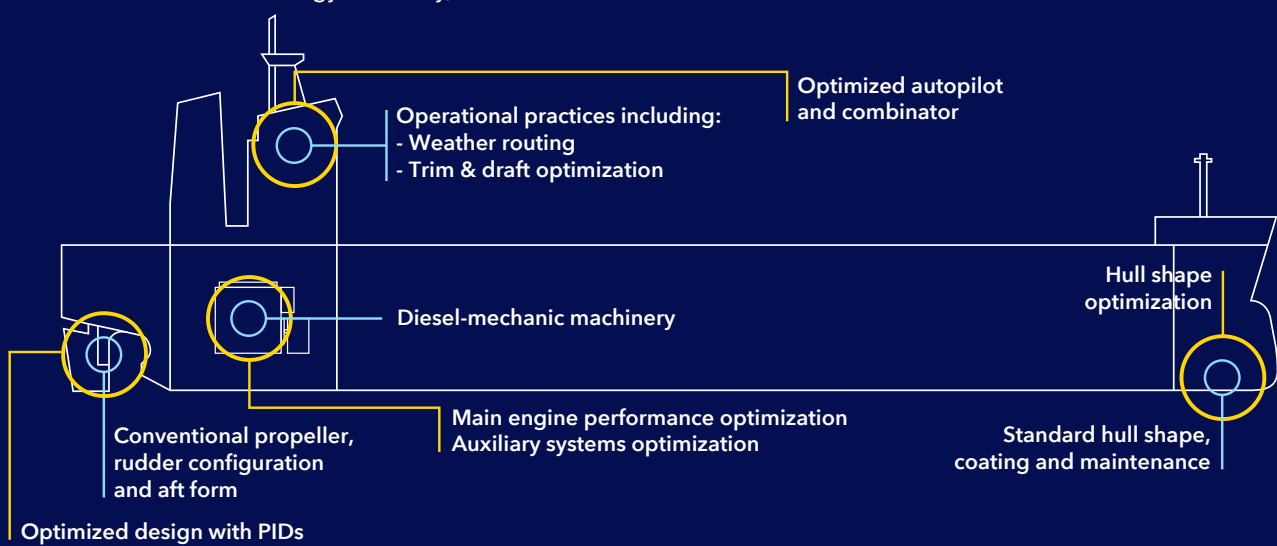 Optimized autopilot
and combinator
Operational practices including:
- Weather routing
- Trim & draft optimization
Hull shape
optimization
Diesel-mechanic machinery
Main engine performance optimization
Auxiliary systems optimization
Conventional propeller,
rudder configuration
and aft form
Standard hull shape,
coating and maintenance
Optimized design with PIDs